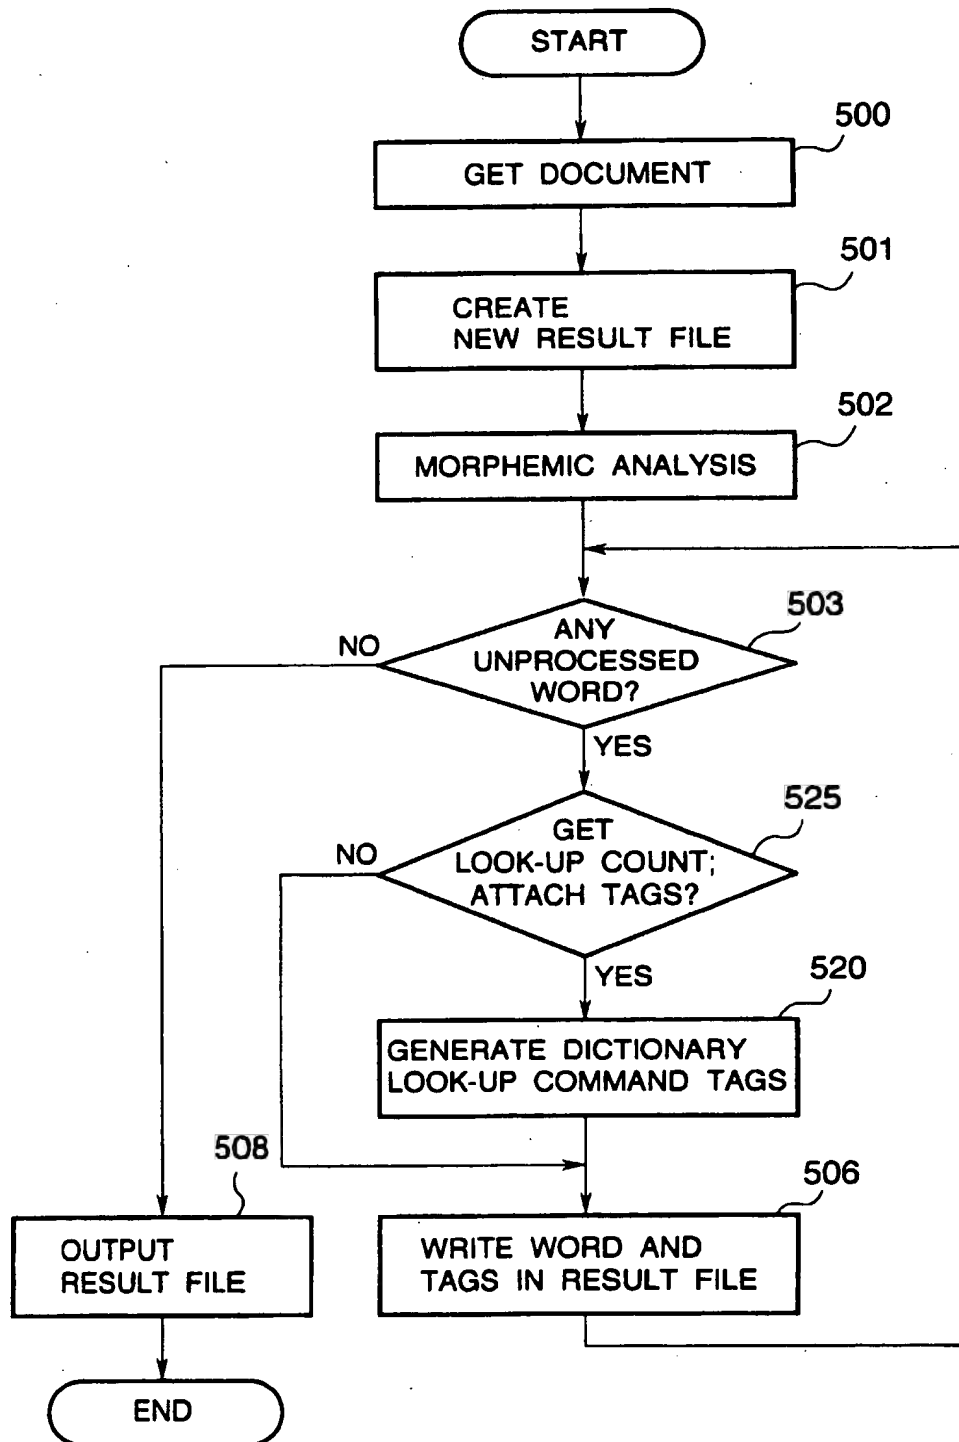 START
500
GET DOCUMENT
501
CREATE
NEW RESULT FILE
502
MORPHEMIC ANALYSIS
503
NO
ANY
UNPROCESSED
WORD?
YES
525
NO
GET
LOOK-UP COUNT;
ATTACH TAGS?
YES
520
GENERATE DICTIONARY
LOOK-UP COMMAND TAGS
508
OUTPUT
RESULT FILE
506
WRITE WORD AND
TAGS IN RESULT FILE
END